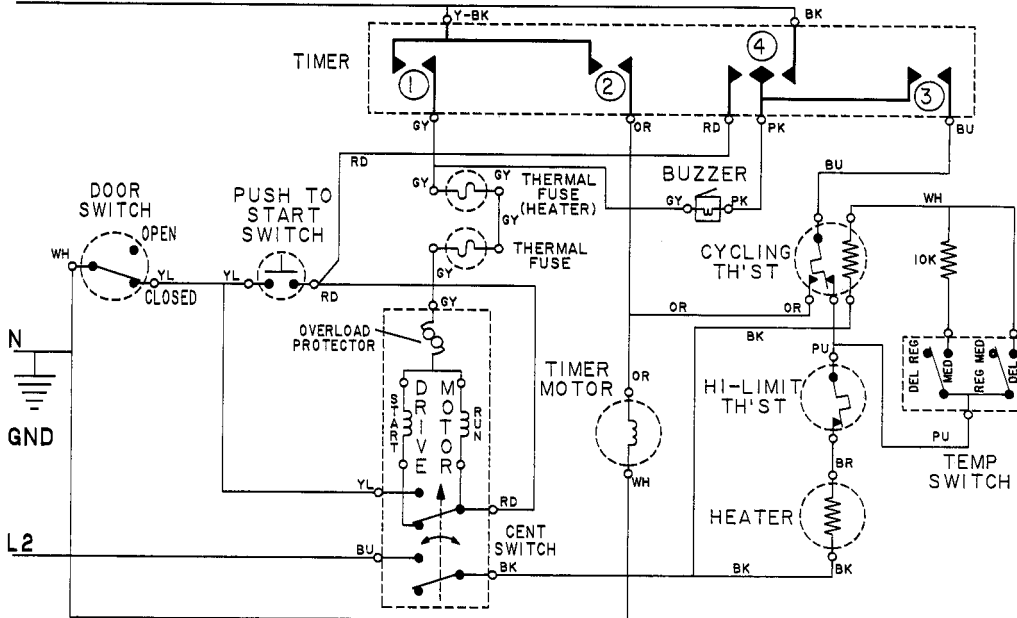 Y-BK
BK
TIMER
4
1
2
3
GY
OR
RD
PK
BU
RD
BU
DOOR
SWITCH
PUSH TO
START
SWITCH
GY
GY
THERMAL
FUSE
(HEATER)
BUZZER
GY
PK
WH
OPEN
GY
THERMAL
FUSE
GY
WH
YL
CLOSED
YL
RD
CYCLING
TH'ST
10K
GY
OR
OR
BK
OVERLOAD
PROTECTOR
N
GND
TIMER
MOTOR
OR
PU
HI-LIMIT
TH'ST
DEL REG
MED
REG MED
DEL
START
DRIVE
MOTOR
RUN
PU
TEMP
SWITCH
BR
WH
YL
RD
HEATER
CENT
SWITCH
L2
BU
BK
BK